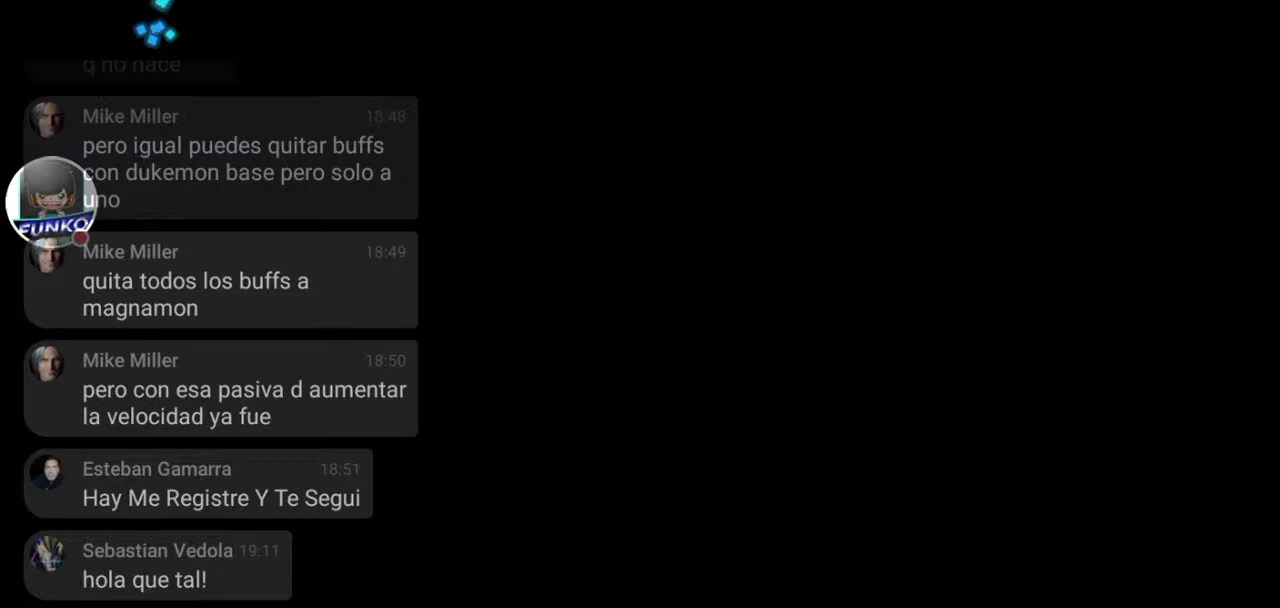 q no hace
Mike Miller 18:48
pero igual puedes quitar buffs
con dukemon base pero solo a
uno
FUNKO
Mike Miller 18:49
quita todos los buffs a
magnamon
Mike Miller 18:50
pero con esa pasiva d aumentar
la velocidad ya fue
Esteban Gamarra 18:51
Hay Me Registre Y Te Segui
Sebastian Vedola 19:11
hola que tal!